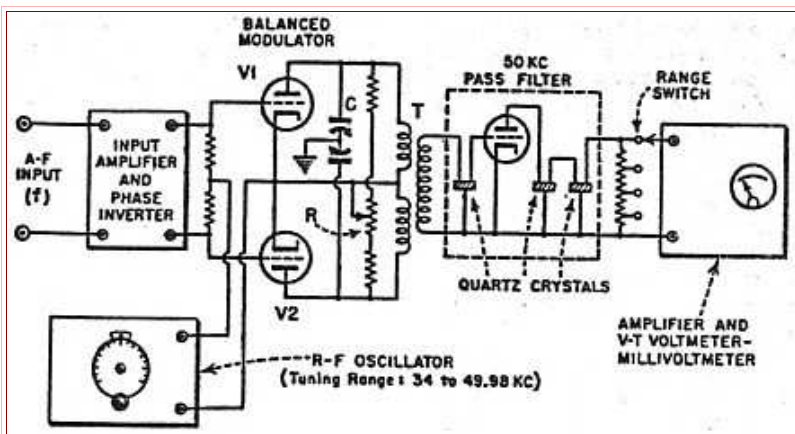 BALANCED
MODULATOR
V1
C
T
50 KC
PASS FILTER
RANGE
SWITCH
A-F
INPUT
(f)
INPUT
AMPLIFIER
AND
PHASE
INVERTER
R
V2
QUARTZ CRYSTALS
R-F OSCILLATOR
(Tuning Range: 34 to 49.98 KC)
AMPLIFIER AND
V-T VOLTMETER-
MILLIVOLTMETER